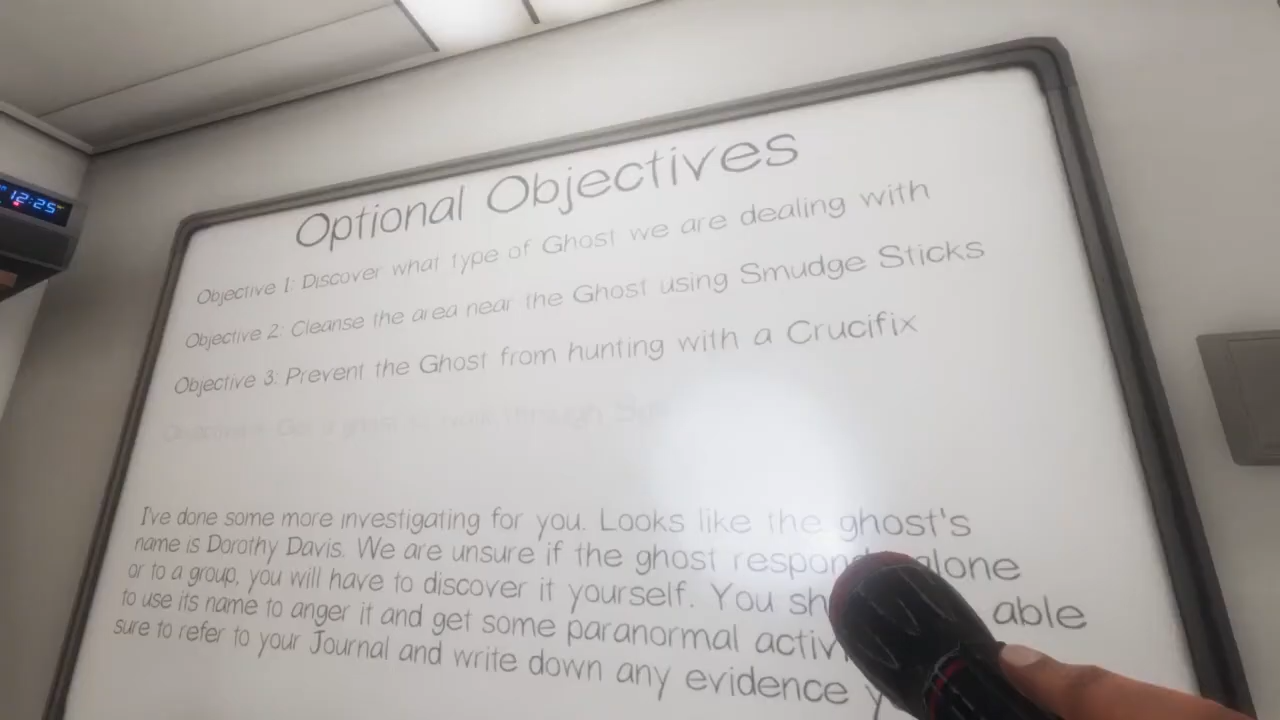 12:25
Optional Objectives
Objective 1: Discover what type of Ghost we are dealing with
Objective 2: Cleanse the area near the Ghost using Smudge Sticks
Objective 3: Prevent the Ghost from hunting with a Crucifix
I've done some more investigating for you. Looks like the ghost's
name is Dorothy Davis. We are unsure if the ghost alone
or to a group, you will have to discover it yourself. You able
to use its name to anger it and get some paranormal
sure to refer to your Journal and write down any evidence